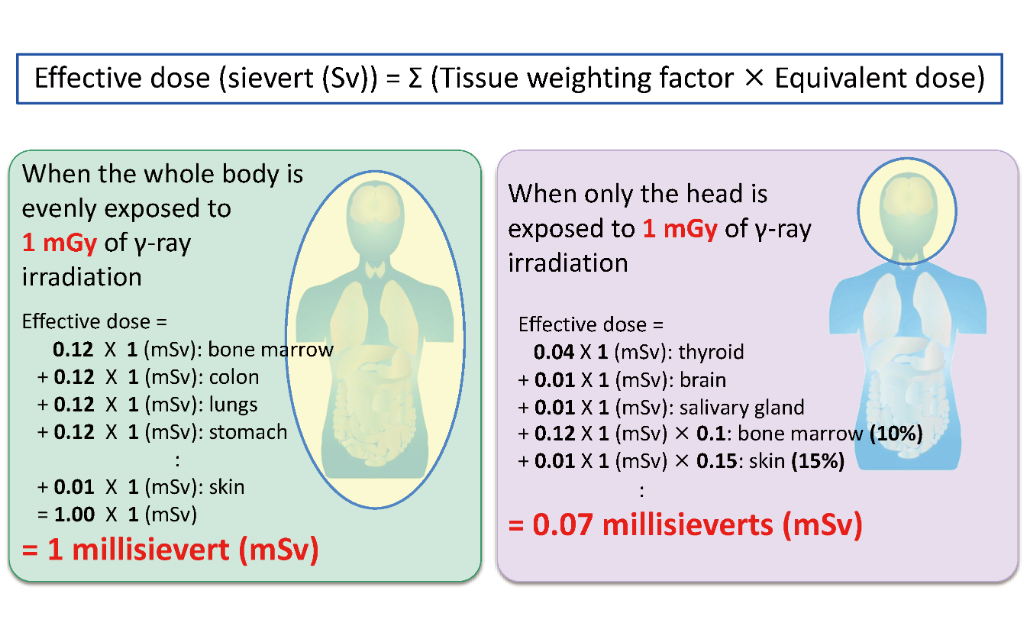 Effective dose (sievert (Sv)) = Σ (Tissue weighting factor × Equivalent dose)
When the whole body is
evenly exposed to
1 mGy of γ-ray
irradiation
Effective dose =
0.12 X 1 (mSv): bone marrow
+ 0.12 X 1 (mSv): colon
+ 0.12 X 1 (mSv): lungs
+ 0.12 X 1 (mSv): stomach
:
+ 0.01 X 1 (mSv): skin
= 1.00 X 1 (mSv)
= 1 millisievert (mSv)
When only the head is
exposed to 1 mGy of γ-ray
irradiation
Effective dose =
0.04 X 1 (mSv): thyroid
+ 0.01 X 1 (mSv): brain
+ 0.01 X 1 (mSv): salivary gland
+ 0.12 X 1 (mSv) × 0.1: bone marrow (10%)
+ 0.01 X 1 (mSv) × 0.15: skin (15%)
:
= 0.07 millisieverts (mSv)